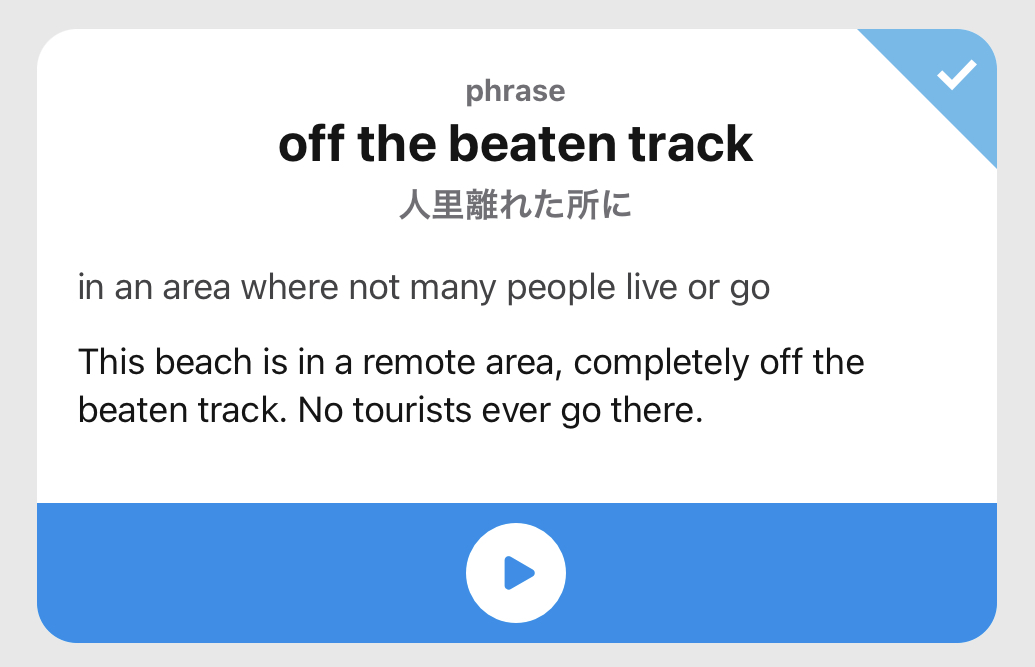 phrase
off the beaten track
人里離れた所に
in an area where not many people live or go
This beach is in a remote area, completely off the
beaten track. No tourists ever go there.